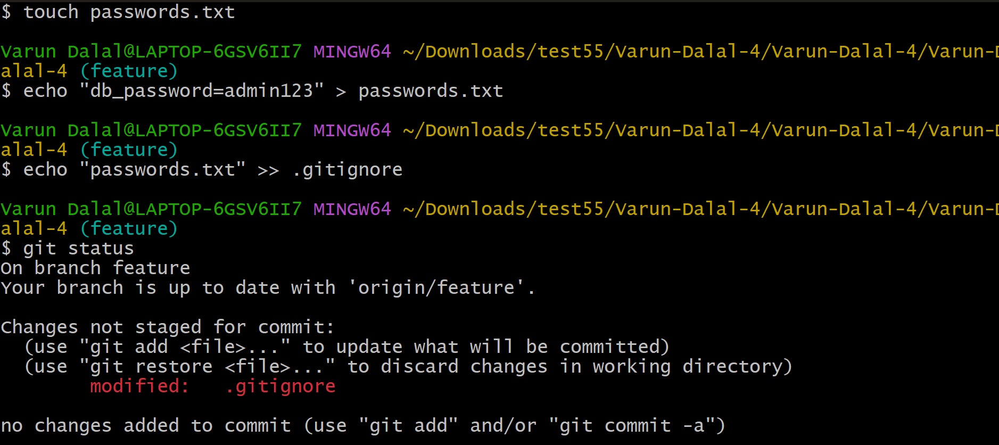 $ touch passwords.txt
Varun Dalal@LAPTOP-6GSV6II7 MINGW64 ~/Downloads/test55/Varun-Dalal-4/Varun-Dalal-4/Varun-D
alal-4 (feature)
$ echo "db_password=admin123" > passwords.txt
Varun Dalal@LAPTOP-6GSV6II7 MINGW64 ~/Downloads/test55/Varun-Dalal-4/Varun-Dalal-4/Varun-D
alal-4 (feature)
$ echo "passwords.txt" >> .gitignore
Varun Dalal@LAPTOP-6GSV6II7 MINGW64 ~/Downloads/test55/Varun-Dalal-4/Varun-Dalal-4/Varun-D
alal-4 (feature)
$ git status
On branch feature
Your branch is up to date with 'origin/feature'.
Changes not staged for commit:
  (use "git add <file>..." to update what will be committed)
  (use "git restore <file>..." to discard changes in working directory)
        modified:   .gitignore
no changes added to commit (use "git add" and/or "git commit -a")